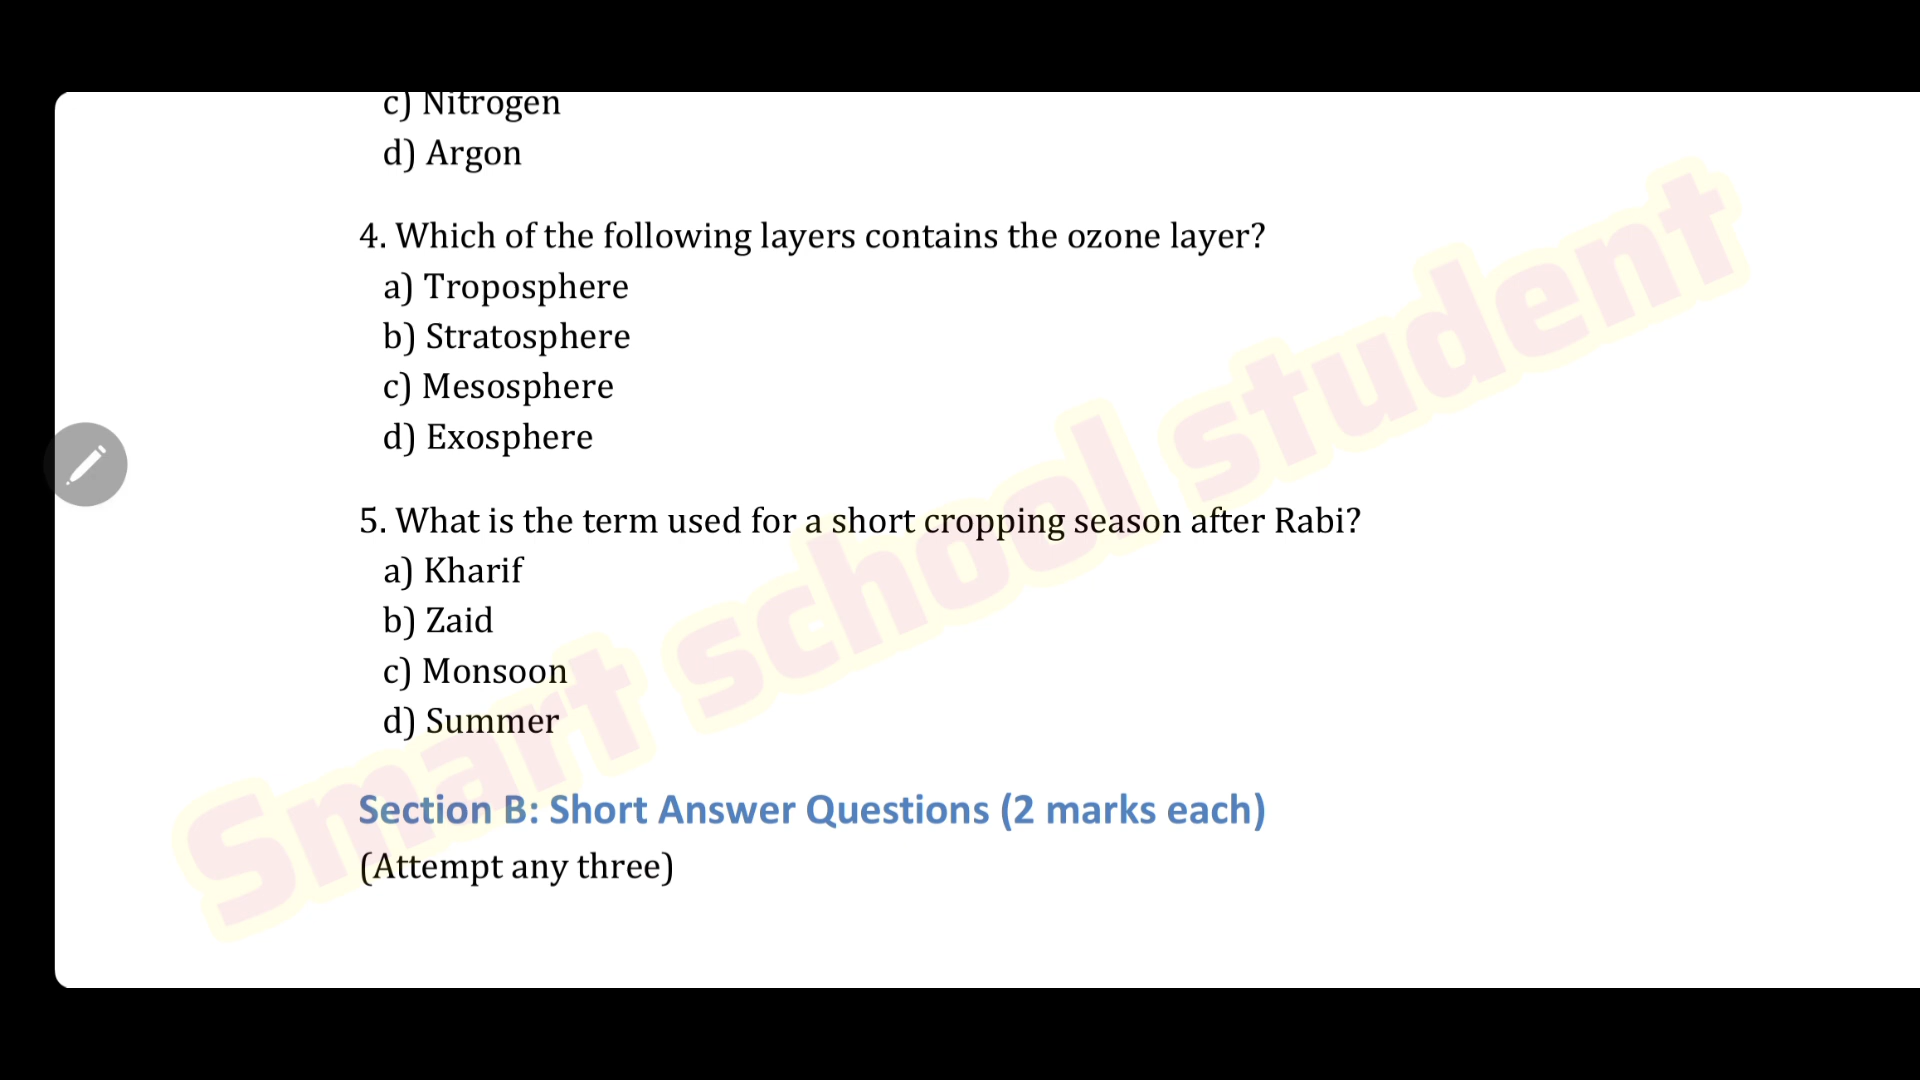 c) Nitrogen
d) Argon
4. Which of the following layers contains the ozone layer?
a) Troposphere
b) Stratosphere
c) Mesosphere
d) Exosphere
5. What is the term used for a short cropping season after Rabi?
a) Kharif
b) Zaid
c) Monsoon
d) Summer
Section B: Short Answer Questions (2 marks each)
(Attempt any three)
Smart school student